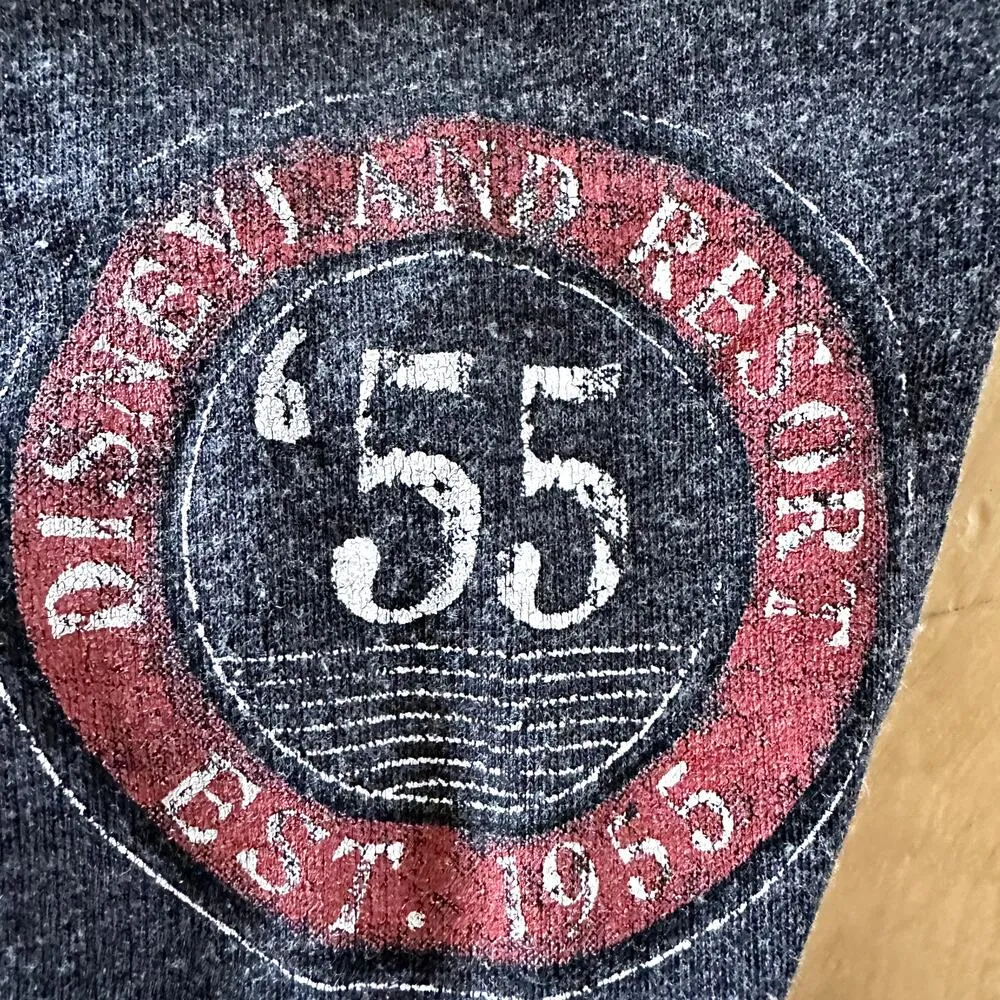 DISNEYLAND RESORT
‘55
EST. 1955